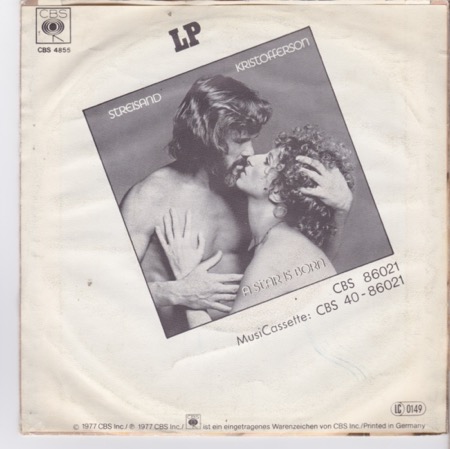 CBS
CBS 4855
LP
STREISAND
KRISTOFFERSON
A STAR IS BORN
CBS 86021
MusiCassette: CBS 40-86021
LC 0149
© 1977 CBS Inc./ ℗ 1977 CBS Inc./ CBS ist ein eingetragenes Warenzeichen von CBS Inc./Printed in Germany